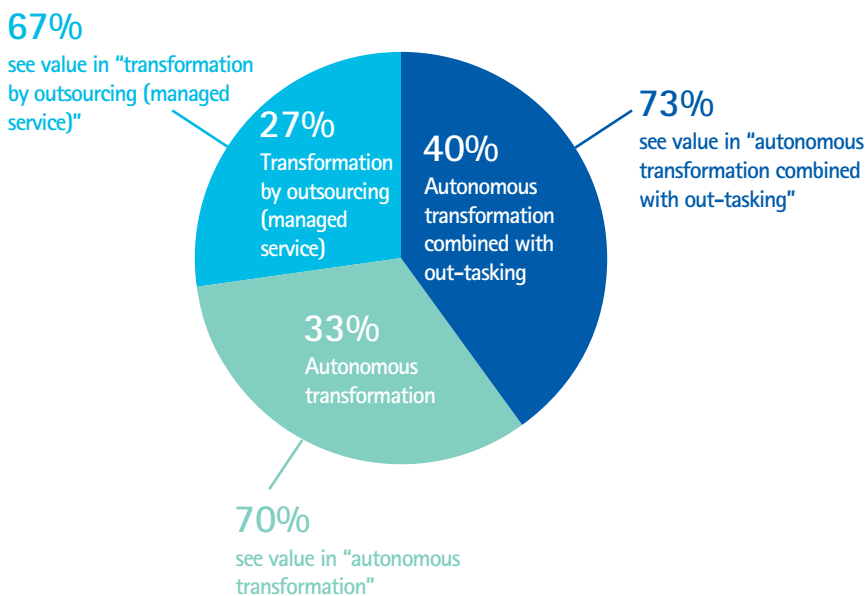 67%
see value in "transformation
by outsourcing (managed
service)"
27%
Transformation
by outsourcing
(managed
service)
40%
Autonomous
transformation
combined with
out-tasking
73%
see value in "autonomous
transformation combined
with out-tasking"
33%
Autonomous
transformation
70%
see value in "autonomous
transformation"